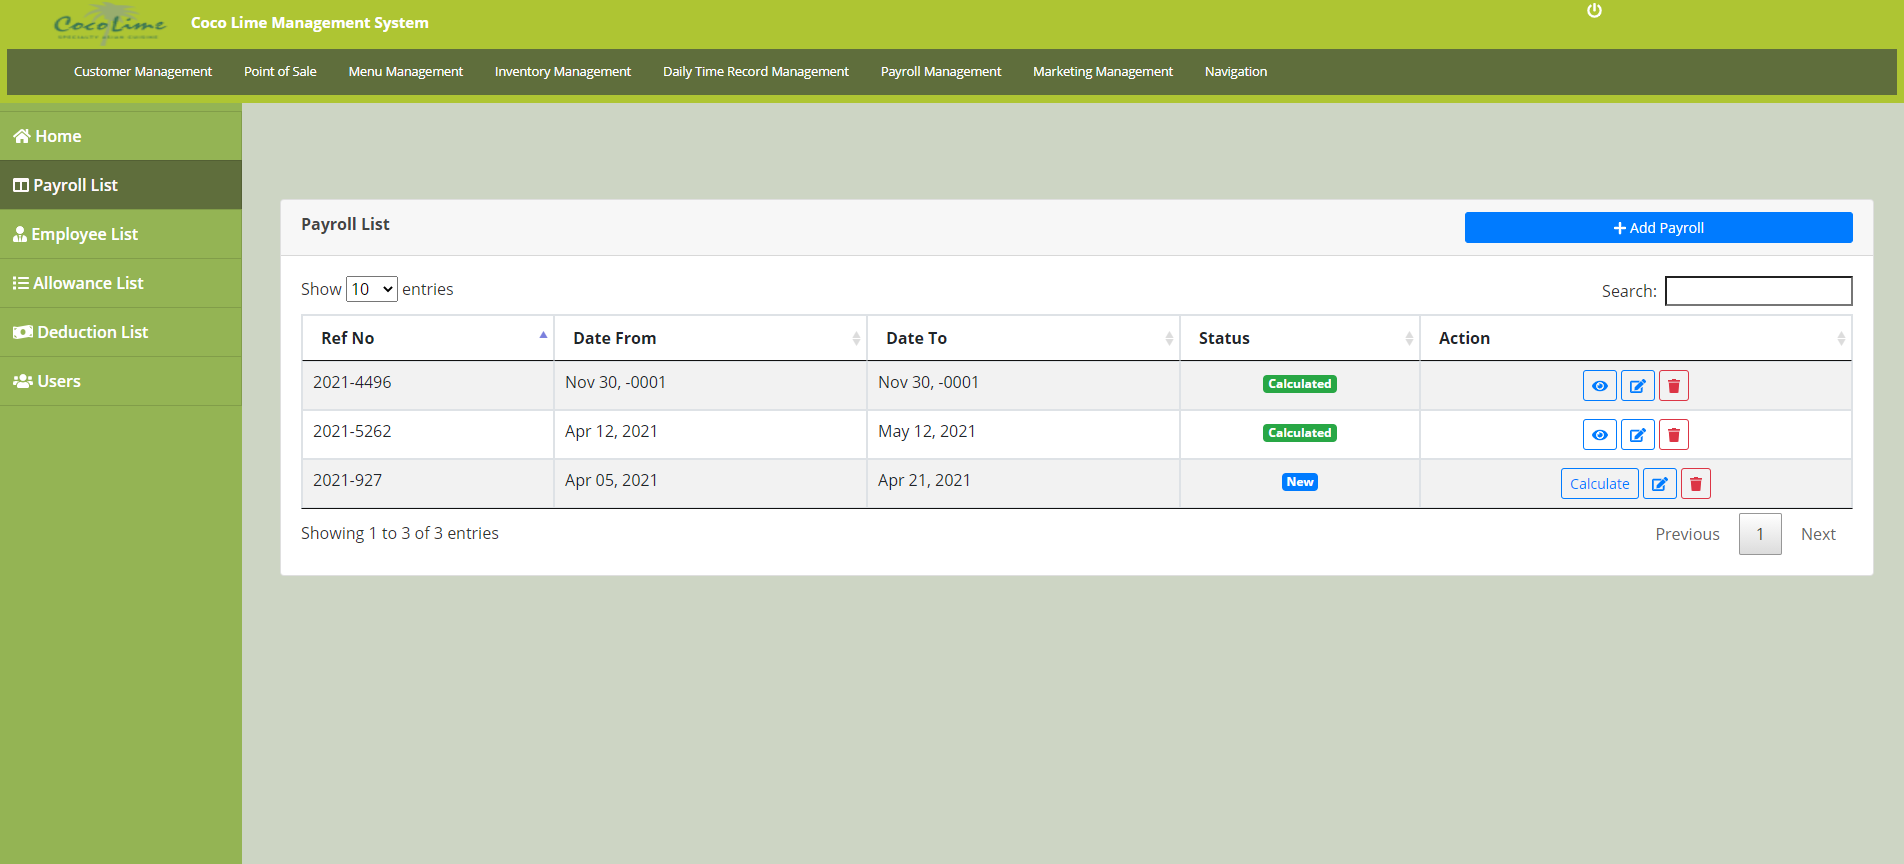 CocoLime
Coco Lime Management System
Customer Management Point of Sale Menu Management Inventory Management Daily Time Record Management Payroll Management Marketing Management Navigation
Home
Payroll List
Employee List
Allowance List
Deduction List
Users
Payroll List
Add Payroll
Show 10 entries
Search:
Ref No Date From Date To Status Action
2021-4496 Nov 30, -0001 Nov 30, -0001 Calculated
2021-5262 Apr 12, 2021 May 12, 2021 Calculated
2021-927 Apr 05, 2021 Apr 21, 2021 New Calculate
Showing 1 to 3 of 3 entries
Previous 1 Next